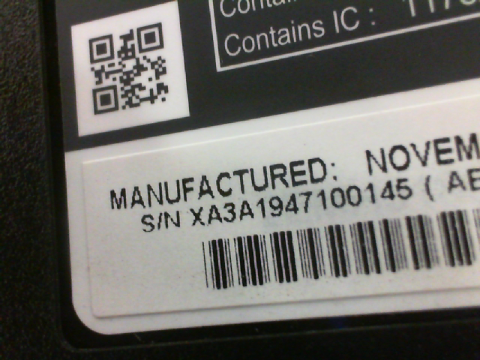 Contains IC :
MANUFACTURED:
S/N XA3A1947100145 (